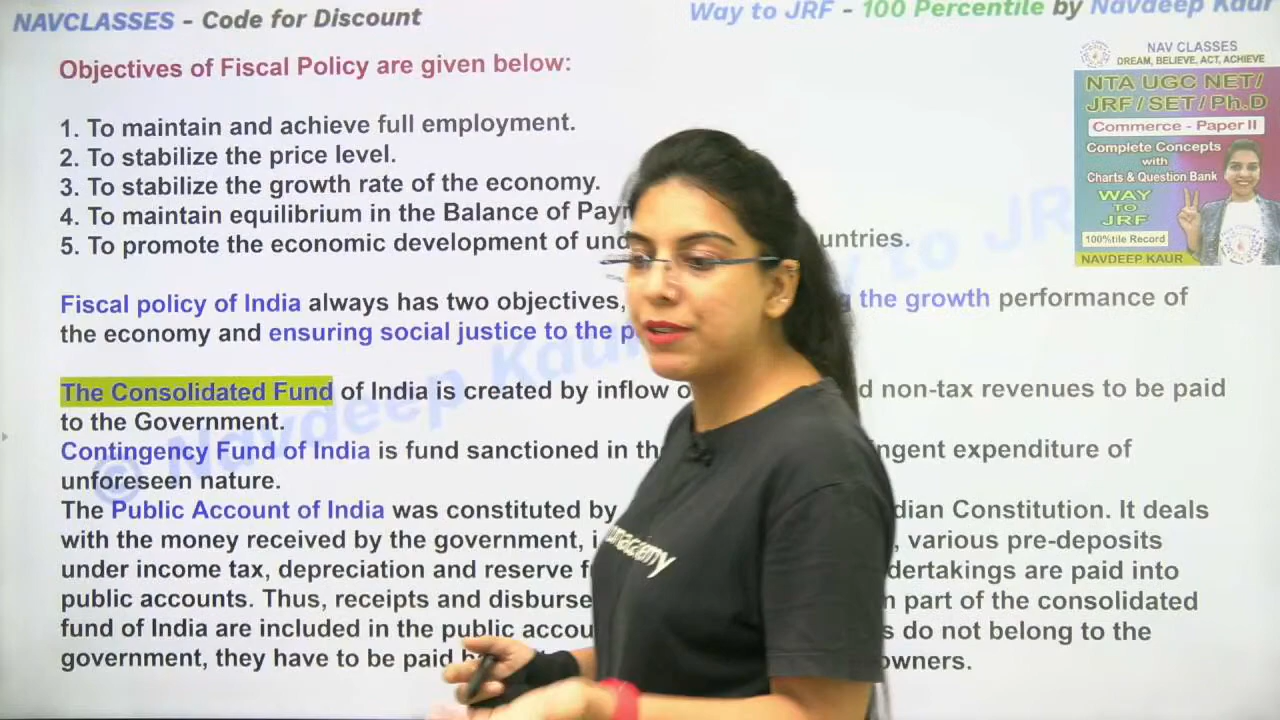 NAVCLASSES - Code for Discount
Way to JRF - 100 Percentile by Navdeep Kaur
Objectives of Fiscal Policy are given below:
1. To maintain and achieve full employment.
2. To stabilize the price level.
3. To stabilize the growth rate of the economy.
4. To maintain equilibrium in the Balance of
5. To promote the economic development of
Fiscal policy of India always has two objectives, the growth performance of
the economy and ensuring social justice to the
The Consolidated Fund of India is created by inflow non-tax revenues to be paid
to the Government.
Contingency Fund of India is fund sanctioned in expenditure of
unforeseen nature.
The Public Account of India was constituted by Constitution. It deals
with the money received by the government, various pre-deposits
under income tax, depreciation and reserve are paid into
public accounts. Thus, receipts and part of the consolidated
fund of India are included in the public do not belong to the
government, they have to be paid owners.
NAV CLASSES
DREAM, BELIEVE, ACT, ACHIEVE
NTA UGC NET/
JRF/SET/Ph.D
Commerce - Paper II
Complete Concepts
with
Charts & Question Bank
WAY
TO
JRF
100%tile Record
NAVDEEP KAUR
© Navdeep Kaur Way to JRF
unacademy